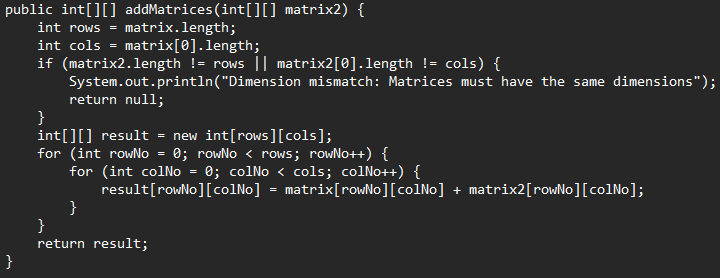 public int[][] addMatrices(int[][] matrix2) {
    int rows = matrix.length;
    int cols = matrix[0].length;
    if (matrix2.length != rows || matrix2[0].length != cols) {
        System.out.println("Dimension mismatch: Matrices must have the same dimensions");
        return null;
    }
    int[][] result = new int[rows][cols];
    for (int rowNo = 0; rowNo < rows; rowNo++) {
        for (int colNo = 0; colNo < cols; colNo++) {
            result[rowNo][colNo] = matrix[rowNo][colNo] + matrix2[rowNo][colNo];
        }
    }
    return result;
}